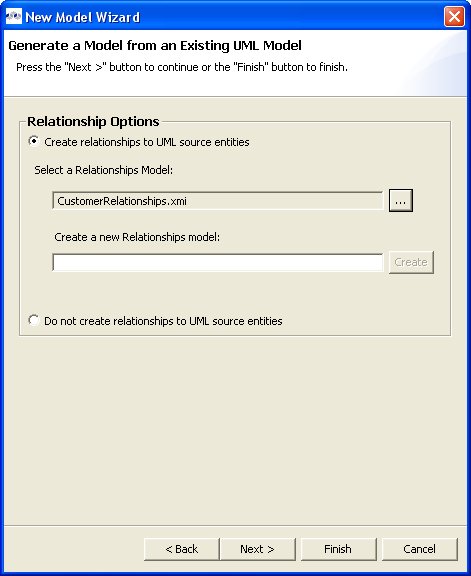 New Model Wizard
Generate a Model from an Existing UML Model
Press the "Next >" button to continue or the "Finish" button to finish.
Relationship Options
Create relationships to UML source entities
Select a Relationships Model:
CustomerRelationships.xmi
...
Create a new Relationships model:
Create
Do not create relationships to UML source entities
< Back Next > Finish Cancel